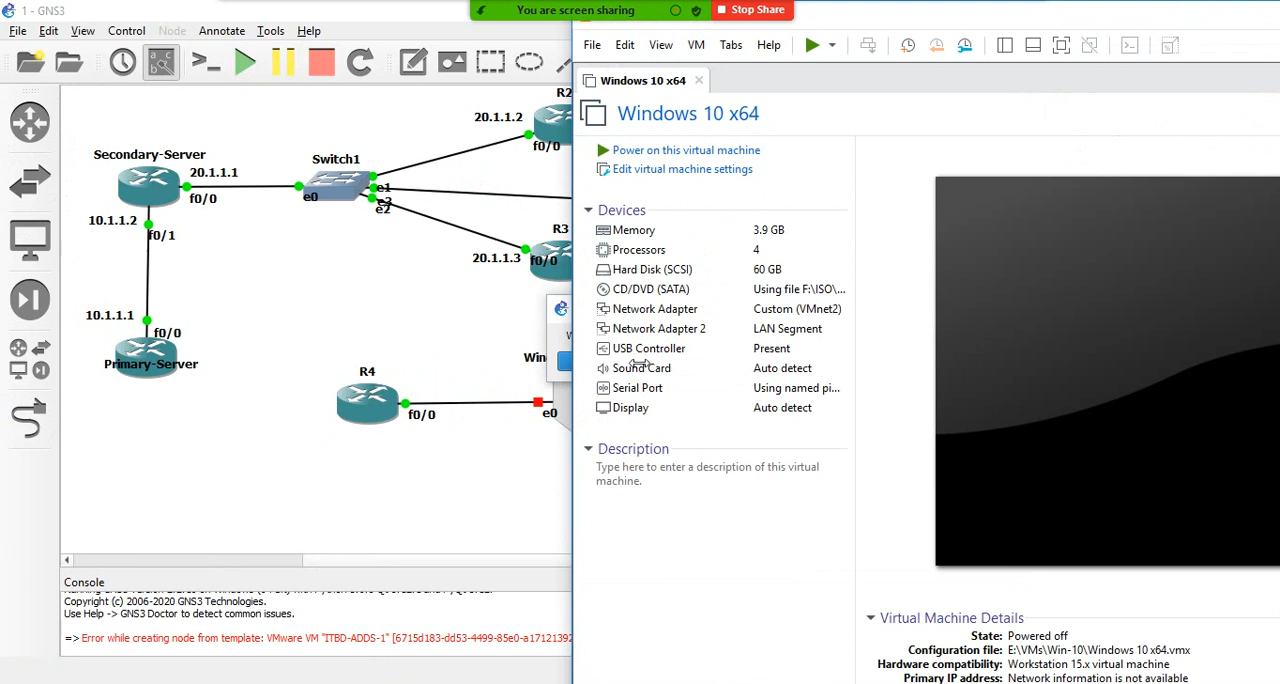 1 - GNS3
File Edit View Control Node Annotate Tools Help
You are screen sharing
Stop Share
Secondary-Server
20.1.1.1
f0/0
10.1.1.2
f0/1
10.1.1.1
f0/0
Primary-Server
Switch1
e0
e1
e3
e2
20.1.1.2
R2
f0/0
R3
20.1.1.3
f0/0
R4
f0/0
e0
Win
W
Console
Copyright (c) 2006-2020 GNS3 Technologies.
Use Help -> GNS3 Doctor to detect common issues.
=> Error while creating node from template: VMware VM "ITBD-ADDS-1" [6715d183-dd53-4499-85e0-a17121392
File Edit View VM Tabs Help
Windows 10 x64
Windows 10 x64
Power on this virtual machine
Edit virtual machine settings
Devices
Memory 3.9 GB
Processors 4
Hard Disk (SCSI) 60 GB
CD/DVD (SATA) Using file F:\ISO\...
Network Adapter Custom (VMnet2)
Network Adapter 2 LAN Segment
USB Controller Present
Sound Card Auto detect
Serial Port Using named pi...
Display Auto detect
Description
Type here to enter a description of this virtual
machine.
Virtual Machine Details
State: Powered off
Configuration file: E:\VMs\Win-10\Windows 10 x64.vmx
Hardware compatibility: Workstation 15.x virtual machine
Primary IP address: Network information is not available